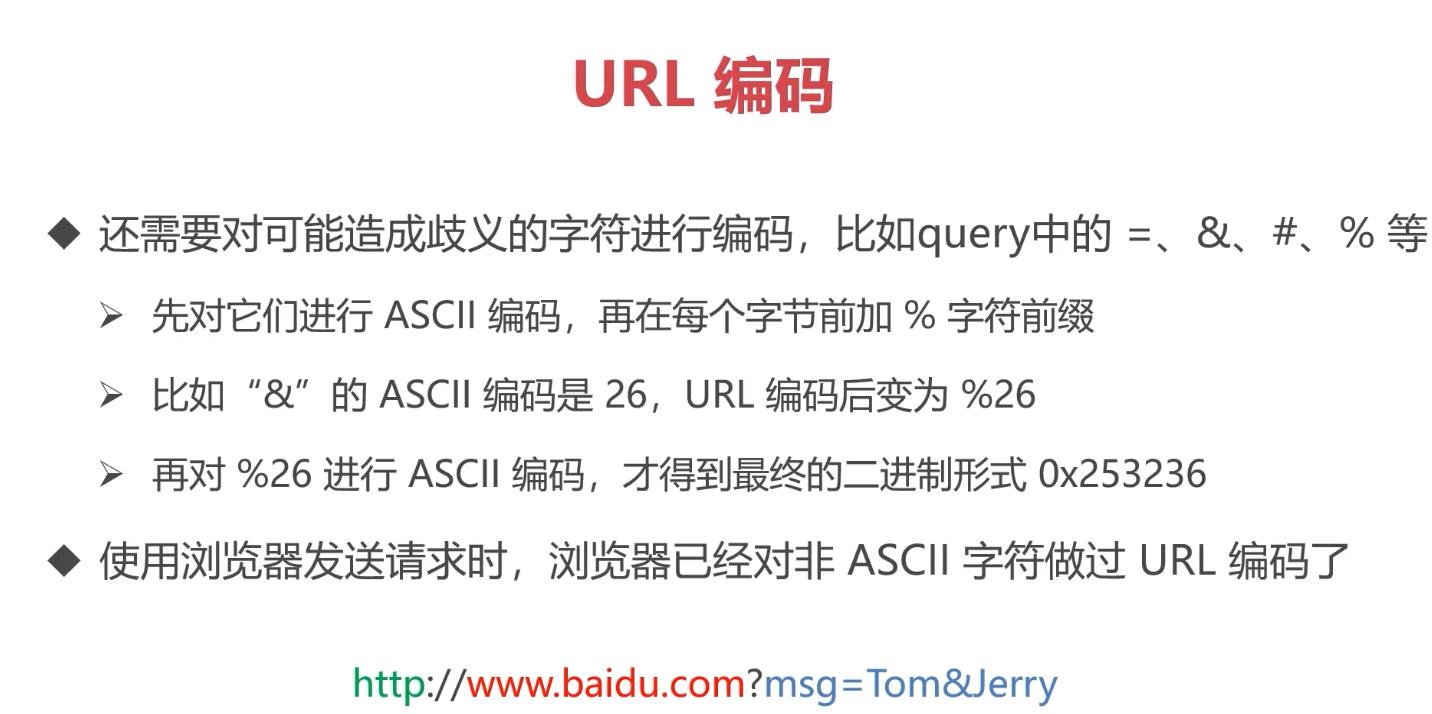 URL 编码
◆ 还需要对可能造成歧义的字符进行编码，比如query中的 =、&、#、% 等
➢ 先对它们进行 ASCII 编码，再在每个字节前加 % 字符前缀
➢ 比如“&”的 ASCII 编码是 26，URL 编码后变为 %26
➢ 再对 %26 进行 ASCII 编码，才得到最终的二进制形式 0x253236
◆ 使用浏览器发送请求时，浏览器已经对非 ASCII 字符做过 URL 编码了
http://www.baidu.com?msg=Tom&Jerry